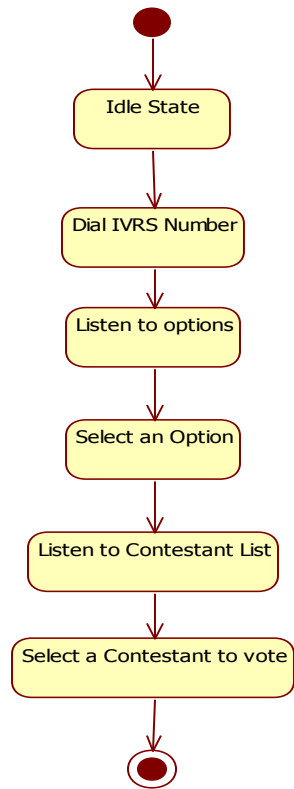 Idle State
Dial IVRS Number
Listen to options
Select an Option
Listen to Contestant List
Select a Contestant to vote